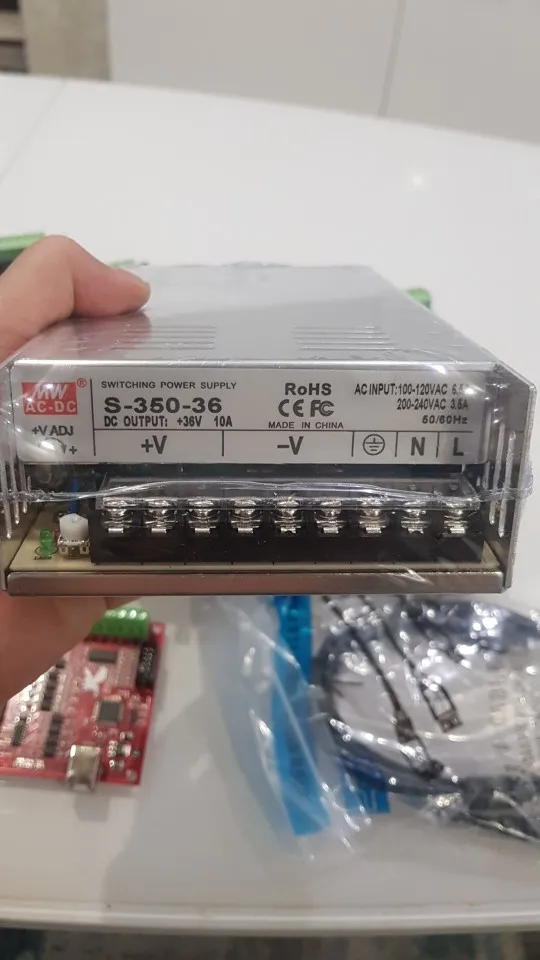 MW®
AC-DC
SWITCHING POWER SUPPLY
S-350-36
DC OUTPUT: +36V 10A
RoHS
CE FC
MADE IN CHINA
AC INPUT:100-120VAC
200-240VAC 3.5A
50/60Hz
+V ADJ
+
+V
-V
N
L